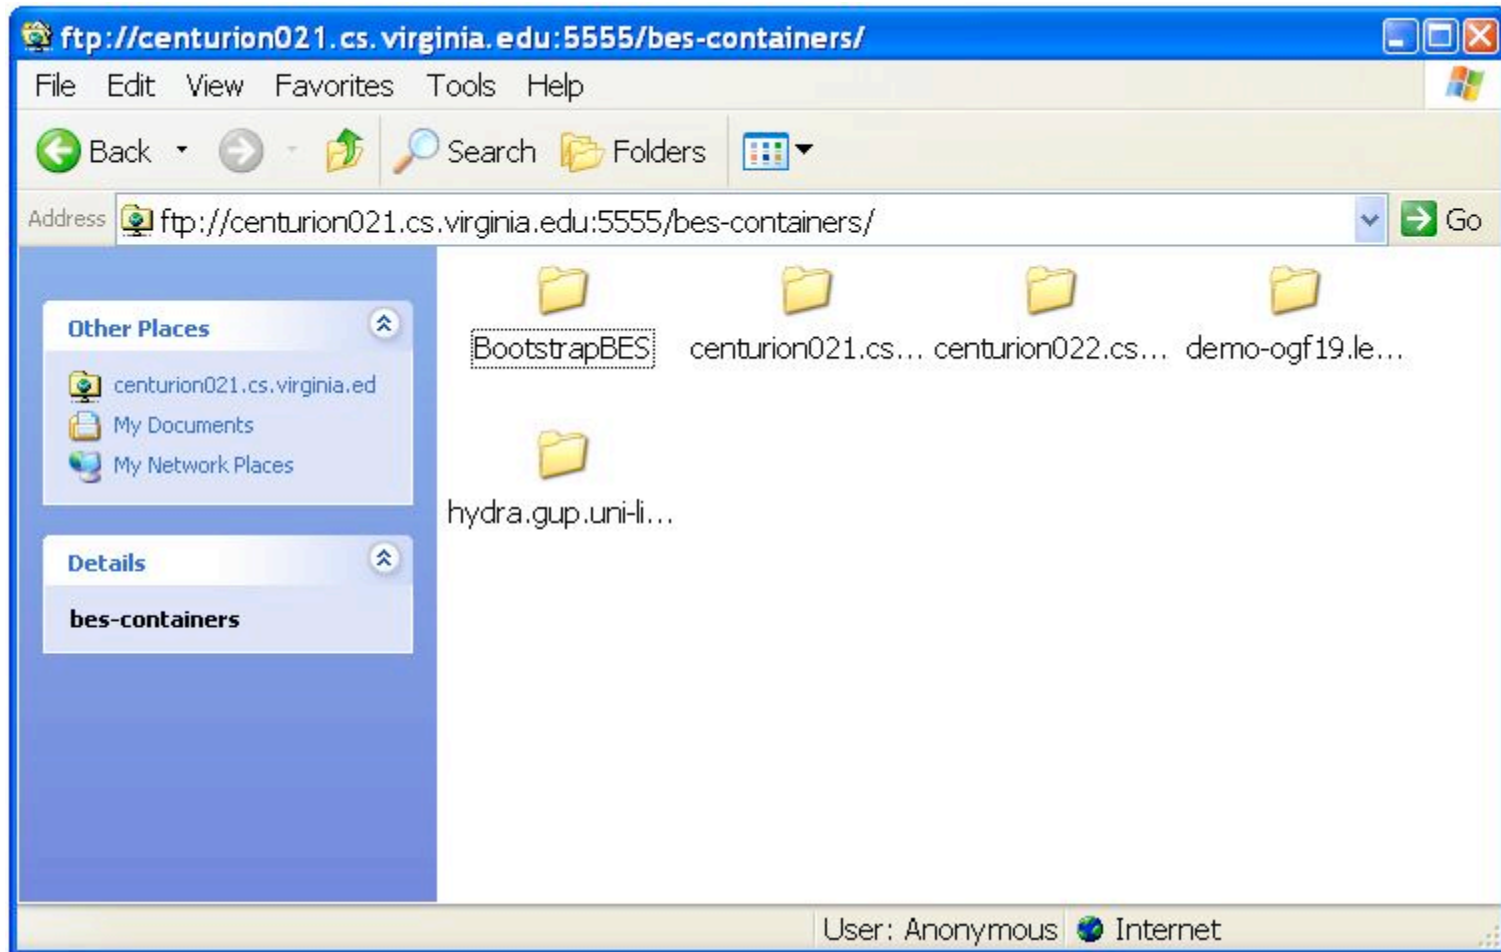 ftp://centurion021.cs.virginia.edu:5555/bes-containers/
File Edit View Favorites Tools Help
Back Search Folders
Address ftp://centurion021.cs.virginia.edu:5555/bes-containers/ Go
Other Places
centurion021.cs.virginia.ed
My Documents
My Network Places
Details
bes-containers
BootstrapBES centurion021.cs... centurion022.cs... demo-ogf19.le...
hydra.gup.uni-li...
User: Anonymous Internet